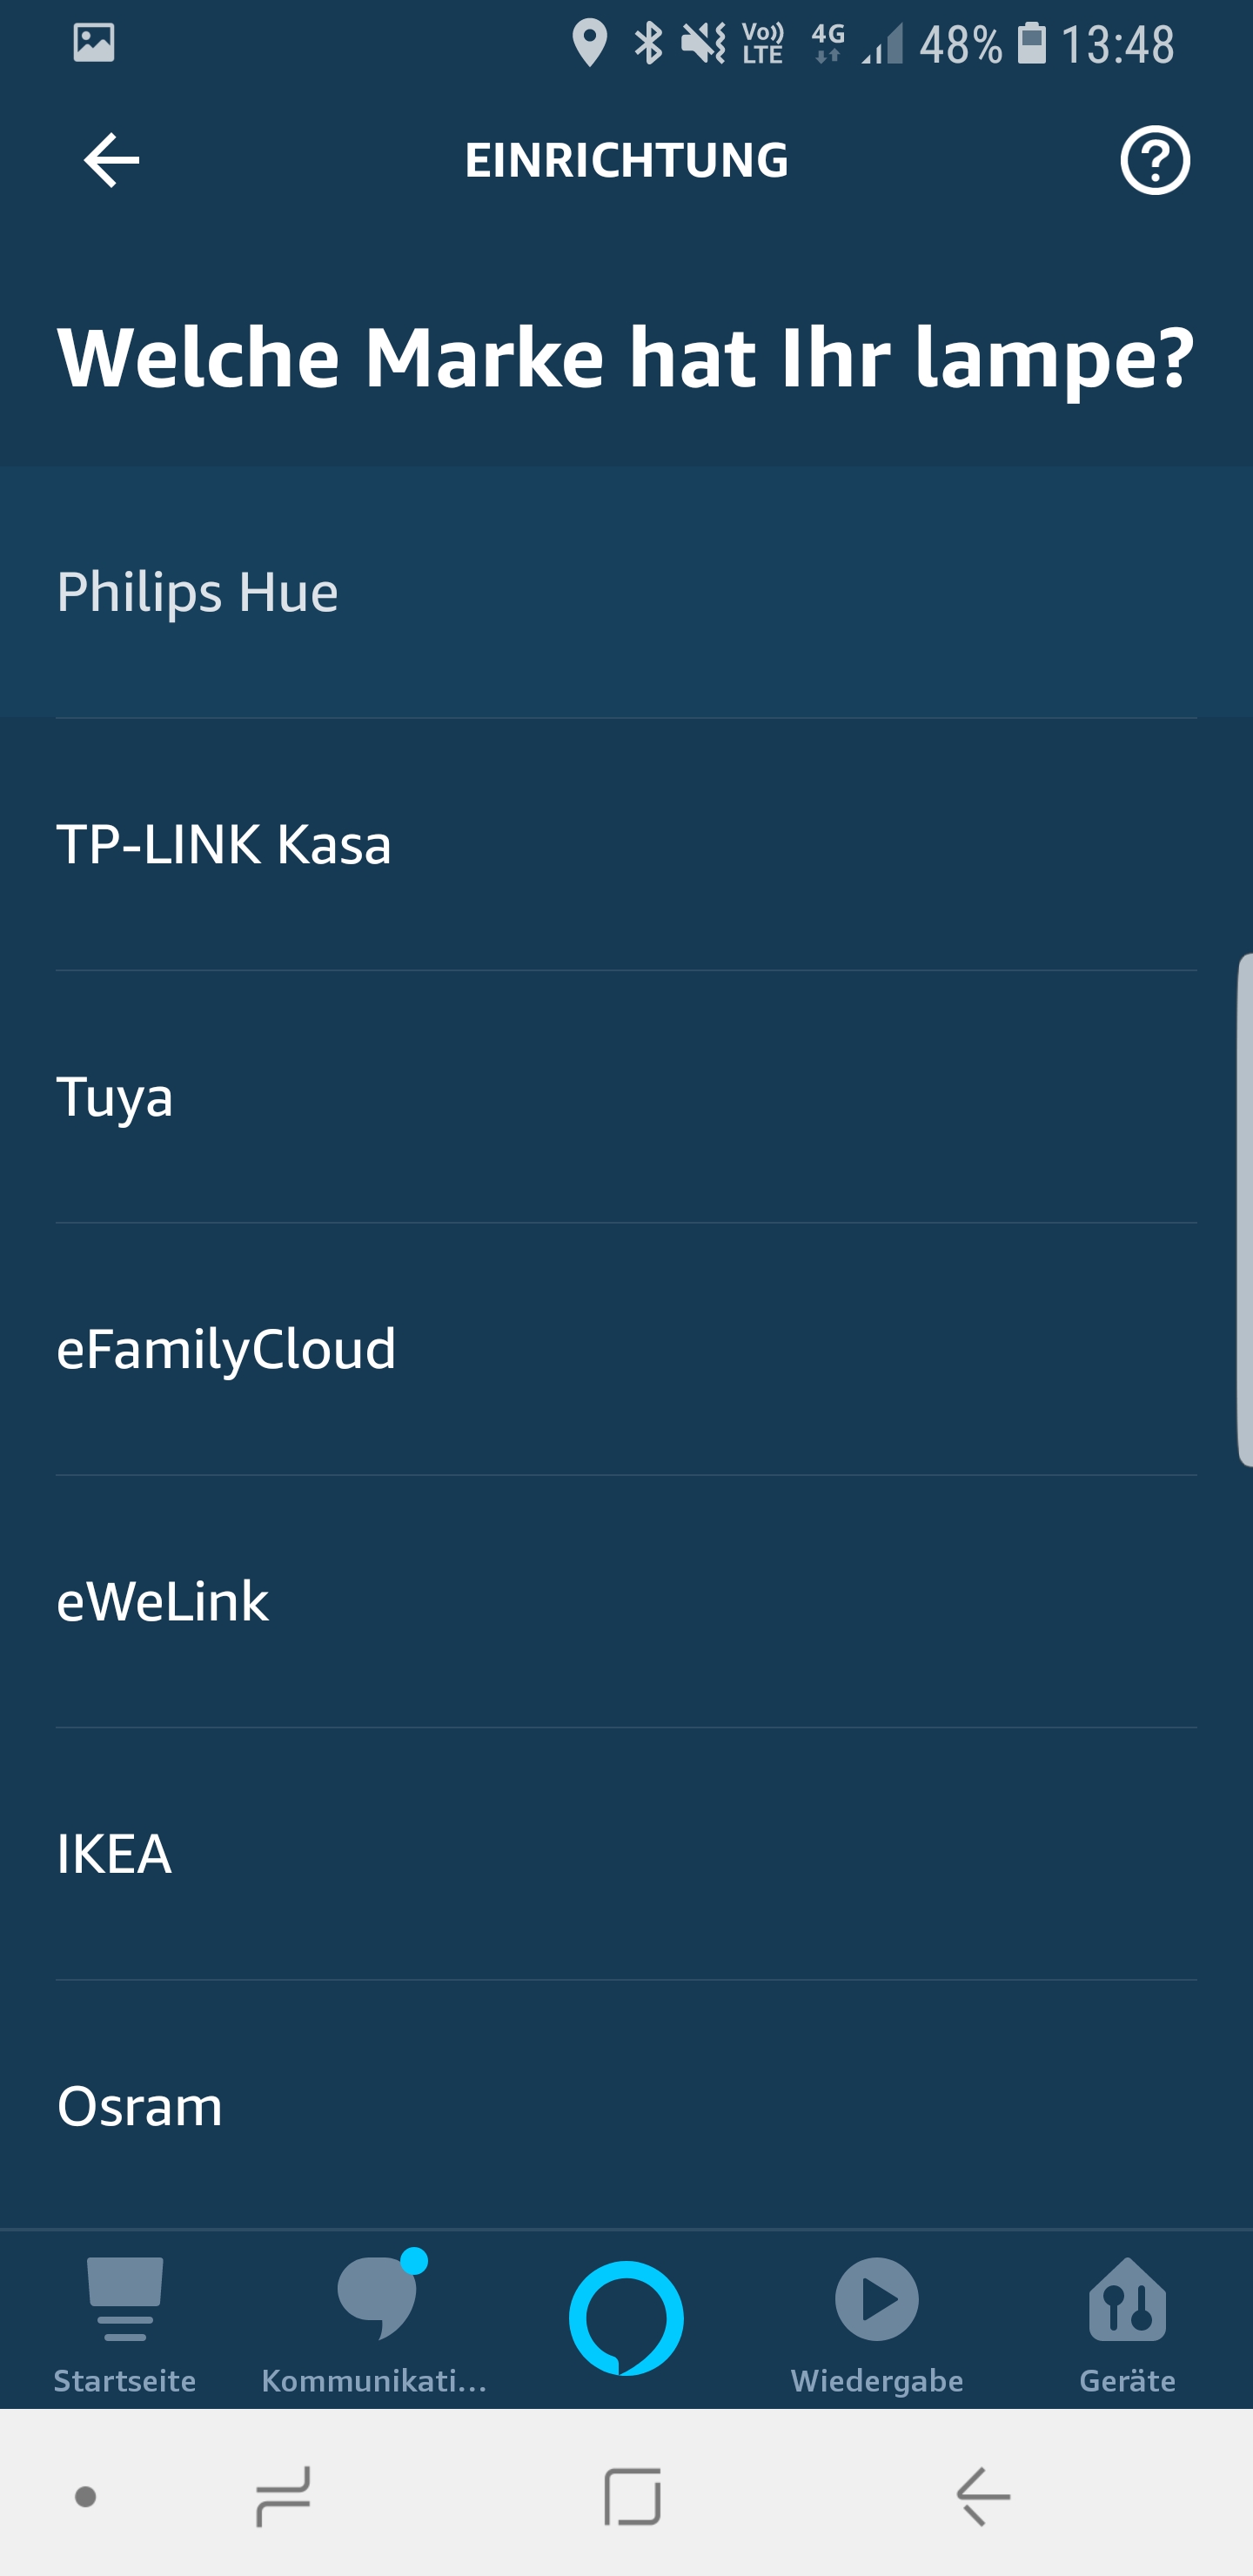 Vo)) LTE 4G 48% 13:48
EINRICHTUNG
Welche Marke hat Ihr lampe?
Philips Hue
TP-LINK Kasa
Tuya
eFamilyCloud
eWeLink
IKEA
Osram
Startseite Kommunikati... Wiedergabe Geräte